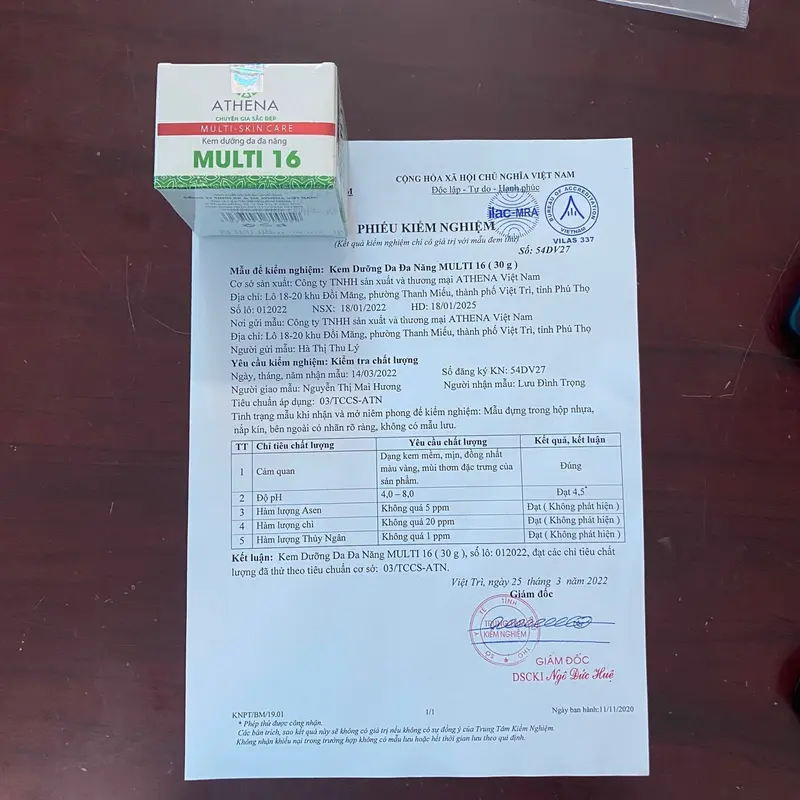 ATHENA
CHUYÊN GIA SẮC ĐẸP
MULTI-SKIN CARE
Kem dưỡng da đa năng
MULTI 16
CỘNG HÒA XÃ HỘI CHỦ NGHĨA VIỆT NAM
Độc lập - Tự do - Hạnh phúc
ilac-MRA
BUREAU OF ACCREDITATION
VIETNAM
VILAS 337
PHIẾU KIỂM NGHIỆM
(Kết quả kiểm nghiệm chỉ có giá trị với mẫu đem thử)
Số: 54DV27
Mẫu để kiểm nghiệm: Kem Dưỡng Da Đa Năng MULTI 16 ( 30 g )
Cơ sở sản xuất: Công ty TNHH sản xuất và thương mại ATHENA Việt Nam
Địa chỉ: Lô 18-20 khu Đồi Măng, phường Thanh Miếu, thành phố Việt Trì, tỉnh Phú Thọ
Số lô: 012022 NSX: 18/01/2022 HD: 18/01/2025
Nơi gửi mẫu: Công ty TNHH sản xuất và thương mại ATHENA Việt Nam
Địa chỉ: Lô 18-20 khu Đồi Măng, phường Thanh Miếu, thành phố Việt Trì, tỉnh Phú Thọ
Người gửi mẫu: Hà Thị Thu Lý
Yêu cầu kiểm nghiệm: Kiểm tra chất lượng
Ngày, tháng, năm nhận mẫu: 14/03/2022 Số đăng ký KN: 54DV27
Người giao mẫu: Nguyễn Thị Mai Hương Người nhận mẫu: Lưu Đình Trọng
Tiêu chuẩn áp dụng: 03/TCCS-ATN
Tình trạng mẫu khi nhận và mở niêm phong để kiểm nghiệm: Mẫu đựng trong hộp nhựa,
nắp kín, bên ngoài có nhãn rõ ràng, không có mẫu lưu.
TT Chỉ tiêu chất lượng Yêu cầu chất lượng Kết quả, kết luận
1 Cảm quan Dạng kem mềm, mịn, đồng nhất màu vàng, mùi thơm đặc trưng của sản phẩm. Đúng
2 Độ pH 4,0 – 8,0 Đạt 4,5*
3 Hàm lượng Asen Không quá 5 ppm Đạt ( Không phát hiện )
4 Hàm lượng chì Không quá 20 ppm Đạt ( Không phát hiện )
5 Hàm lượng Thủy Ngân Không quá 1 ppm Đạt ( Không phát hiện )
Kết luận: Kem Dưỡng Da Đa Năng MULTI 16 ( 30 g ), số lô: 012022, đạt các chỉ tiêu chất
lượng đã thử theo tiêu chuẩn cơ sở: 03/TCCS-ATN.
Việt Trì, ngày 25 tháng 3 năm 2022
Giám đốc
SỞ Y TẾ TỈNH
KIỂM NGHIỆM
THỌ
GIÁM ĐỐC
DSCKI Ngô Đức Huệ
KNPT/BM/19.01 1/1 Ngày ban hành:11/11/2020
* Phép thử được công nhận.
Các bản trích, sao kết quả này sẽ không có giá trị nếu không có sự đồng ý của Trung Tâm Kiểm Nghiệm.
Không nhận khiếu nại trong trường hợp không có mẫu lưu hoặc hết thời gian lưu theo quy định.